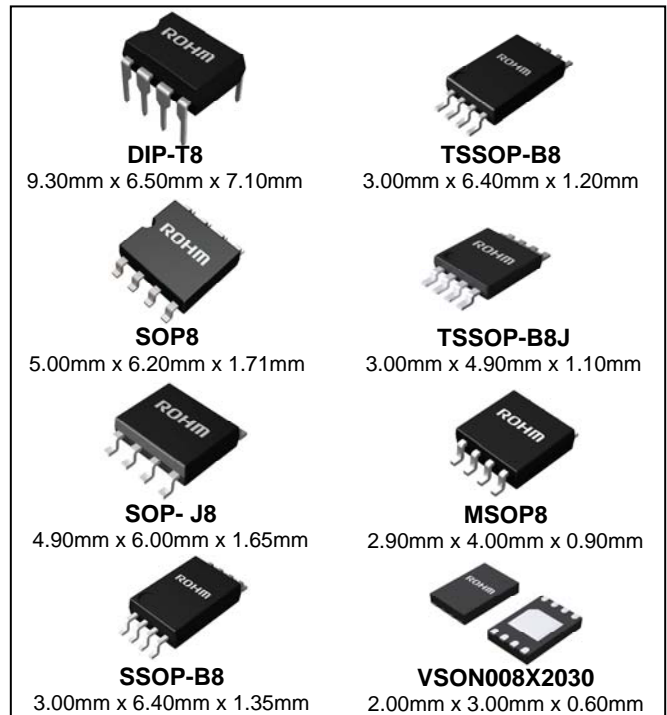 ROHM
DIP-T8
9.30mm x 6.50mm x 7.10mm
ROHM
TSSOP-B8
3.00mm x 6.40mm x 1.20mm
ROHM
SOP8
5.00mm x 6.20mm x 1.71mm
ROHM
TSSOP-B8J
3.00mm x 4.90mm x 1.10mm
ROHM
SOP- J8
4.90mm x 6.00mm x 1.65mm
ROHM
MSOP8
2.90mm x 4.00mm x 0.90mm
ROHM
SSOP-B8
3.00mm x 6.40mm x 1.35mm
ROHM
VSON008X2030
2.00mm x 3.00mm x 0.60mm